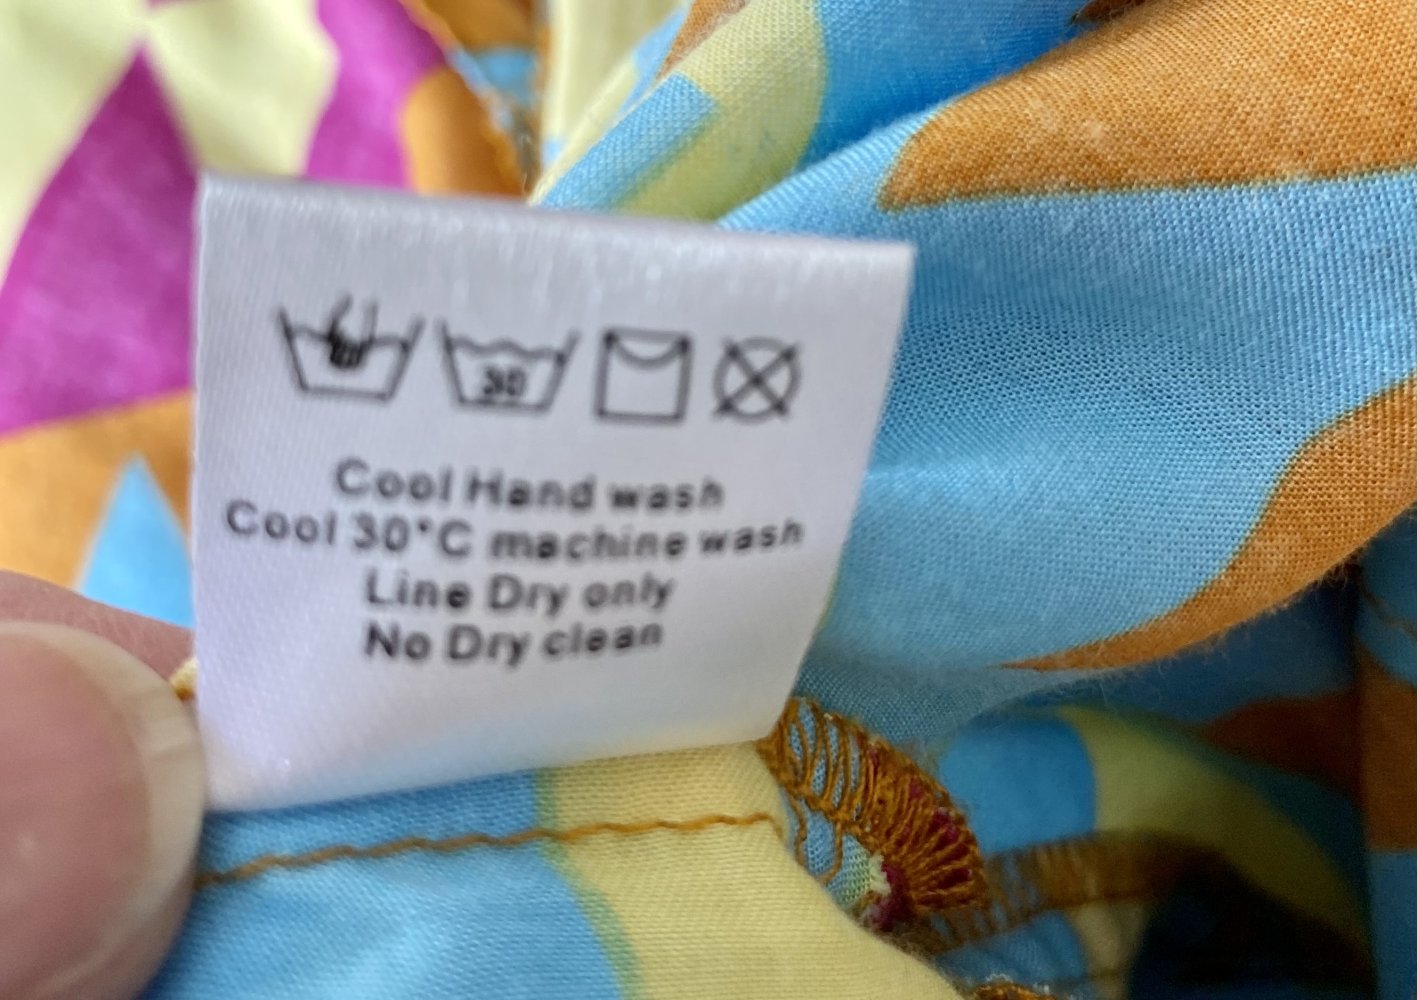 30
Cool Hand wash
Cool 30°C machine wash
Line Dry only
No Dry clean